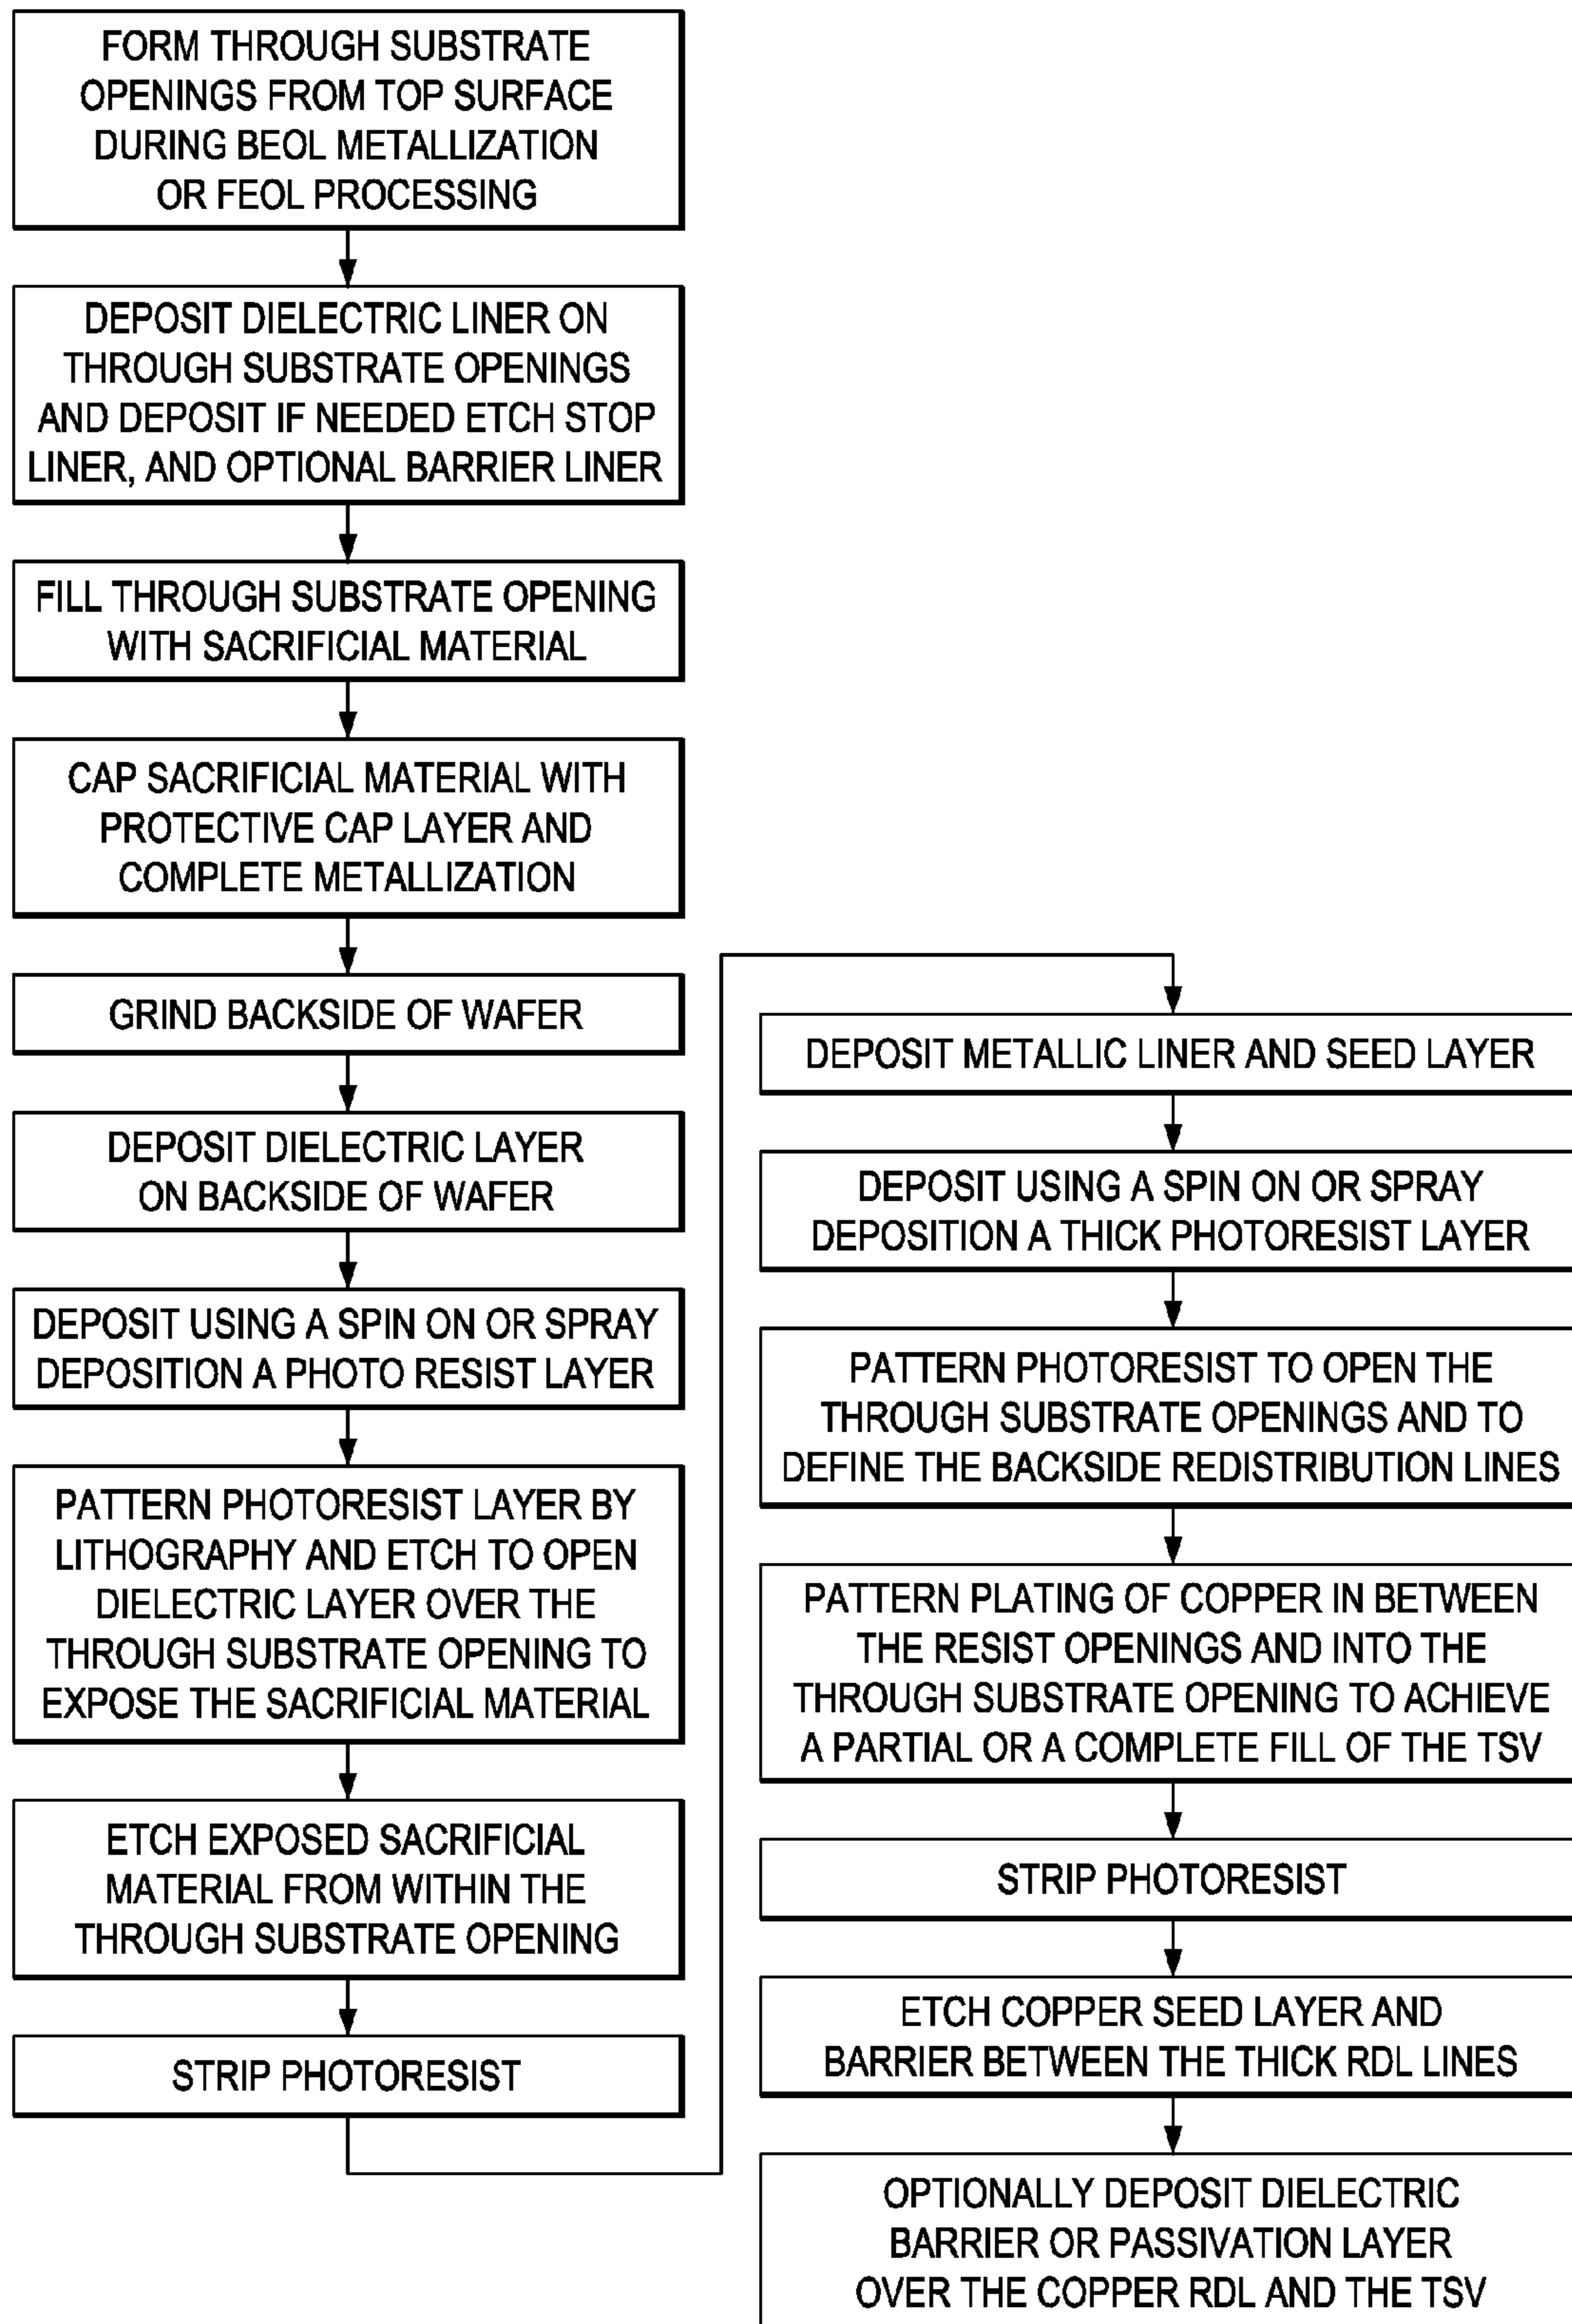 FORM THROUGH SUBSTRATE
OPENINGS FROM TOP SURFACE
DURING BEOL METALLIZATION
OR FEOL PROCESSING
DEPOSIT DIELECTRIC LINER ON
THROUGH SUBSTRATE OPENINGS
AND DEPOSIT IF NEEDED ETCH STOP
LINER, AND OPTIONAL BARRIER LINER
FILL THROUGH SUBSTRATE OPENING
WITH SACRIFICIAL MATERIAL
CAP SACRIFICIAL MATERIAL WITH
PROTECTIVE CAP LAYER AND
COMPLETE METALLIZATION
GRIND BACKSIDE OF WAFER
DEPOSIT DIELECTRIC LAYER
ON BACKSIDE OF WAFER
DEPOSIT USING A SPIN ON OR SPRAY
DEPOSITION A PHOTO RESIST LAYER
PATTERN PHOTORESIST LAYER BY
LITHOGRAPHY AND ETCH TO OPEN
DIELECTRIC LAYER OVER THE
THROUGH SUBSTRATE OPENING TO
EXPOSE THE SACRIFICIAL MATERIAL
ETCH EXPOSED SACRIFICIAL
MATERIAL FROM WITHIN THE
THROUGH SUBSTRATE OPENING
STRIP PHOTORESIST
DEPOSIT METALLIC LINER AND SEED LAYER
DEPOSIT USING A SPIN ON OR SPRAY
DEPOSITION A THICK PHOTORESIST LAYER
PATTERN PHOTORESIST TO OPEN THE
THROUGH SUBSTRATE OPENINGS AND TO
DEFINE THE BACKSIDE REDISTRIBUTION LINES
PATTERN PLATING OF COPPER IN BETWEEN
THE RESIST OPENINGS AND INTO THE
THROUGH SUBSTRATE OPENING TO ACHIEVE
A PARTIAL OR A COMPLETE FILL OF THE TSV
STRIP PHOTORESIST
ETCH COPPER SEED LAYER AND
BARRIER BETWEEN THE THICK RDL LINES
OPTIONALLY DEPOSIT DIELECTRIC
BARRIER OR PASSIVATION LAYER
OVER THE COPPER RDL AND THE TSV